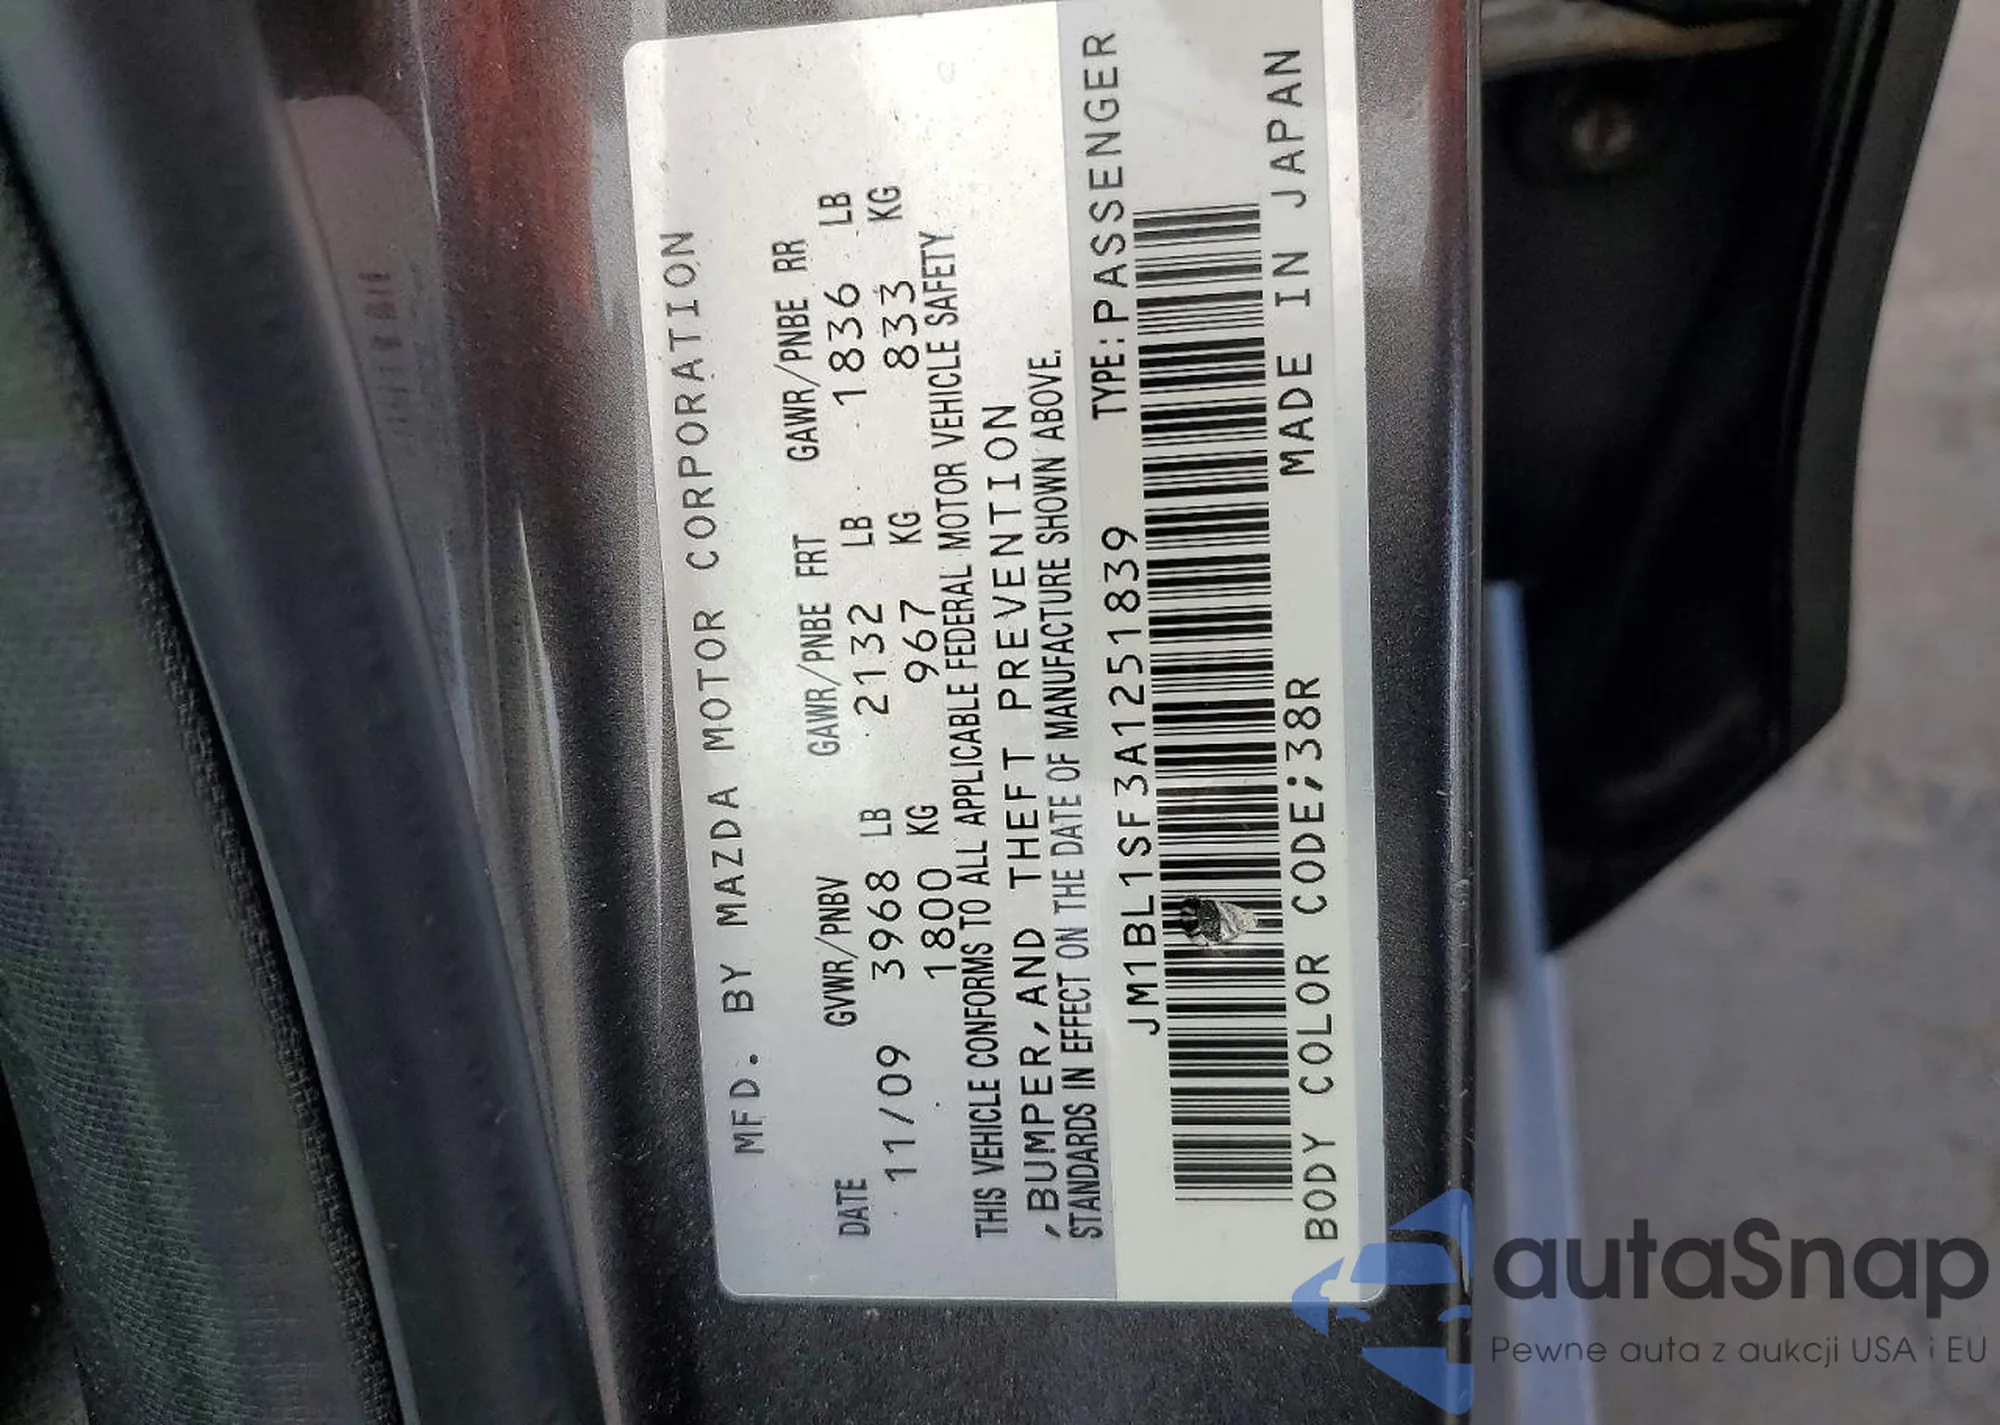 MFD. BY MAZDA MOTOR CORPORATION
DATE GVWR/PNBV GAWR/PNBE FRT GAWR/PNBE RR
11/09 3968 LB 2132 LB 1836 LB
1800 KG 967 KG 833 KG
THIS VEHICLE CONFORMS TO ALL APPLICABLE FEDERAL MOTOR VEHICLE SAFETY
,BUMPER,AND THEFT PREVENTION
STANDARDS IN EFFECT ON THE DATE OF MANUFACTURE SHOWN ABOVE.
JM1BL1SF3A1251839 TYPE:PASSENGER
BODY COLOR CODE;38R MADE IN JAPAN
autaSnap
Pewne auta z aukcji USA i EU